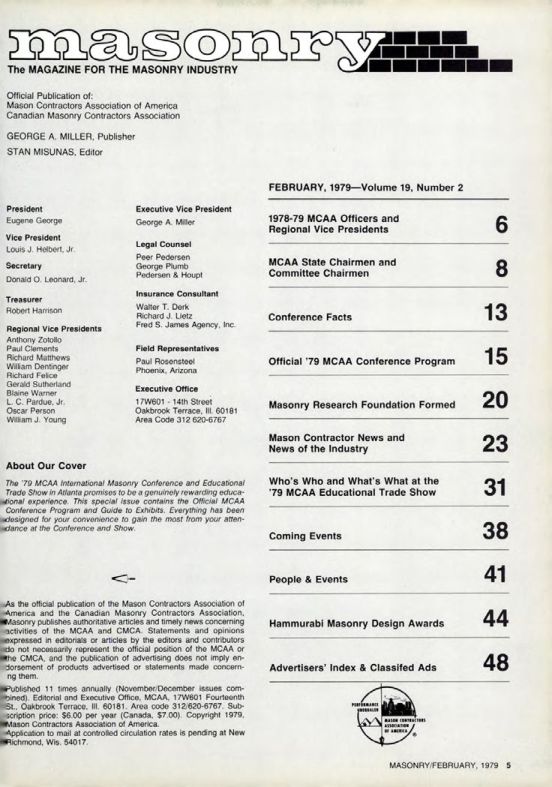 masonry
The MAGAZINE FOR THE MASONRY INDUSTRY
Official Publication of:
Mason Contractors Association of America
Canadian Masonry Contractors Association
GEORGE A. MILLER, Publisher
STAN MISUNAS, Editor
President
Eugene George
Vice President
Louis J. Helbert, Jr.
Secretary
Donald O. Leonard, Jr.
Treasurer
Robert Harrison
Regional Vice Presidents
Anthony Zotollo
Paul Clements
Richard Matthews
William Dentinger
Richard Felice
Gerald Sutherland
Blaine Warner
L. C. Pardue, Jr.
Oscar Person
William J. Young
Executive Vice President
George A. Miller
Legal Counsel
Peer Pedersen
George Plumb
Pedersen & Houpt
Insurance Consultant
Walter T. Derk
Richard J. Lietz
Fred S. James Agency, Inc.
Field Representatives
Paul Rosensteel
Phoenix, Arizona
Executive Office
17W601 - 14th Street
Oakbrook Terrace, Ill. 60181
Area Code 312 620-6767
About Our Cover
The '79 MCAA International Masonry Conference and Educational
Trade Show in Atlanta promises to be a genuinely rewarding educa-
tional experience. This special issue contains the Official MCAA
Conference Program and Guide to Exhibits. Everything has been
designed for your convenience to gain the most from your atten-
dance at the Conference and Show.
As the official publication of the Mason Contractors Association of
America and the Canadian Masonry Contractors Association,
Masonry publishes authoritative articles and timely news concerning
activities of the MCAA and CMCA. Statements and opinions
expressed in editorials or articles by the editors and contributors
do not necessarily represent the official position of the MCAA or
the CMCA, and the publication of advertising does not imply en-
dorsement of products advertised or statements made concern-
ng them.
Published 11 times annually (November/December issues com-
bined). Editorial and Executive Office, MCAA, 17W601 Fourteenth
St., Oakbrook Terrace, Ill. 60181. Area code 312/620-6767. Sub-
scription price: $6.00 per year (Canada, $7.00). Copyright 1979,
Mason Contractors Association of America.
Application to mail at controlled circulation rates is pending at New
Richmond, Wis. 54017.
FEBRUARY, 1979—Volume 19, Number 2
1978-79 MCAA Officers and
Regional Vice Presidents 6
MCAA State Chairmen and
Committee Chairmen 8
Conference Facts 13
Official '79 MCAA Conference Program 15
Masonry Research Foundation Formed 20
Mason Contractor News and
News of the Industry 23
Who's Who and What's What at the
'79 MCAA Educational Trade Show 31
Coming Events 38
People & Events 41
Hammurabi Masonry Design Awards 44
Advertisers' Index & Classifed Ads 48
PERFORMANCE
MASON CONTRACTORS
ASSOCIATION
OF AMERICA
®
MASONRY/FEBRUARY, 1979 5